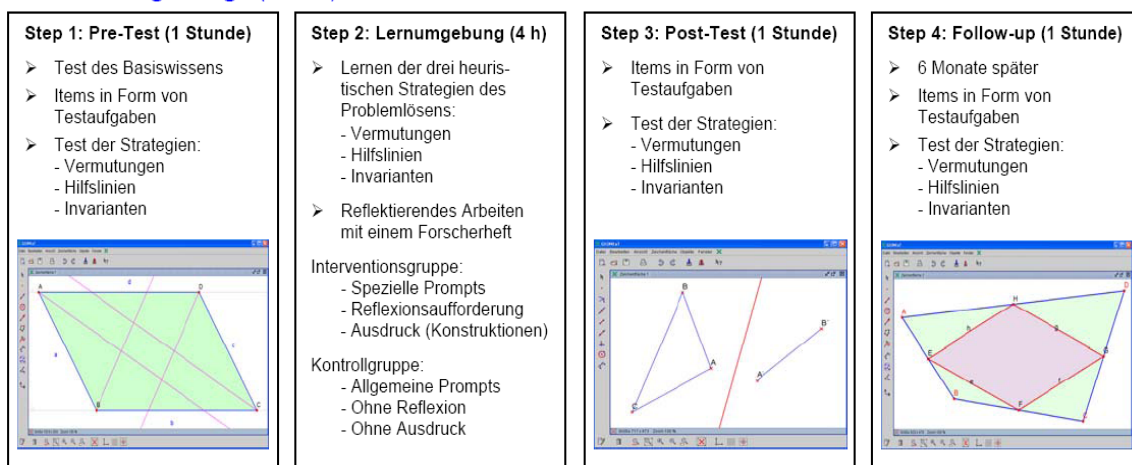 Step 1: Pre-Test (1 Stunde)
➢ Test des Basiswissens
➢ Items in Form von
Testaufgaben
➢ Test der Strategien:
- Vermutungen
- Hilfslinien
- Invarianten
A
D
d
a
c
B
C
b
Step 2: Lernumgebung (4 h)
➢ Lernen der drei heuris-
tischen Strategien des
Problemlösens:
- Vermutungen
- Hilfslinien
- Invarianten
➢ Reflektierendes Arbeiten
mit einem Forscherheft
Interventionsgruppe:
- Spezielle Prompts
- Reflexionsaufforderung
- Ausdruck (Konstruktionen)
Kontrollgruppe:
- Allgemeine Prompts
- Ohne Reflexion
- Ohne Ausdruck
Step 3: Post-Test (1 Stunde)
➢ Items in Form von
Testaufgaben
➢ Test der Strategien:
- Vermutungen
- Hilfslinien
- Invarianten
B
B'
A
A'
C
Step 4: Follow-up (1 Stunde)
➢ 6 Monate später
➢ Items in Form von
Testaufgaben
➢ Test der Strategien:
- Vermutungen
- Hilfslinien
- Invarianten
D
H
A
h
g
E
G
e
f
B
F
C